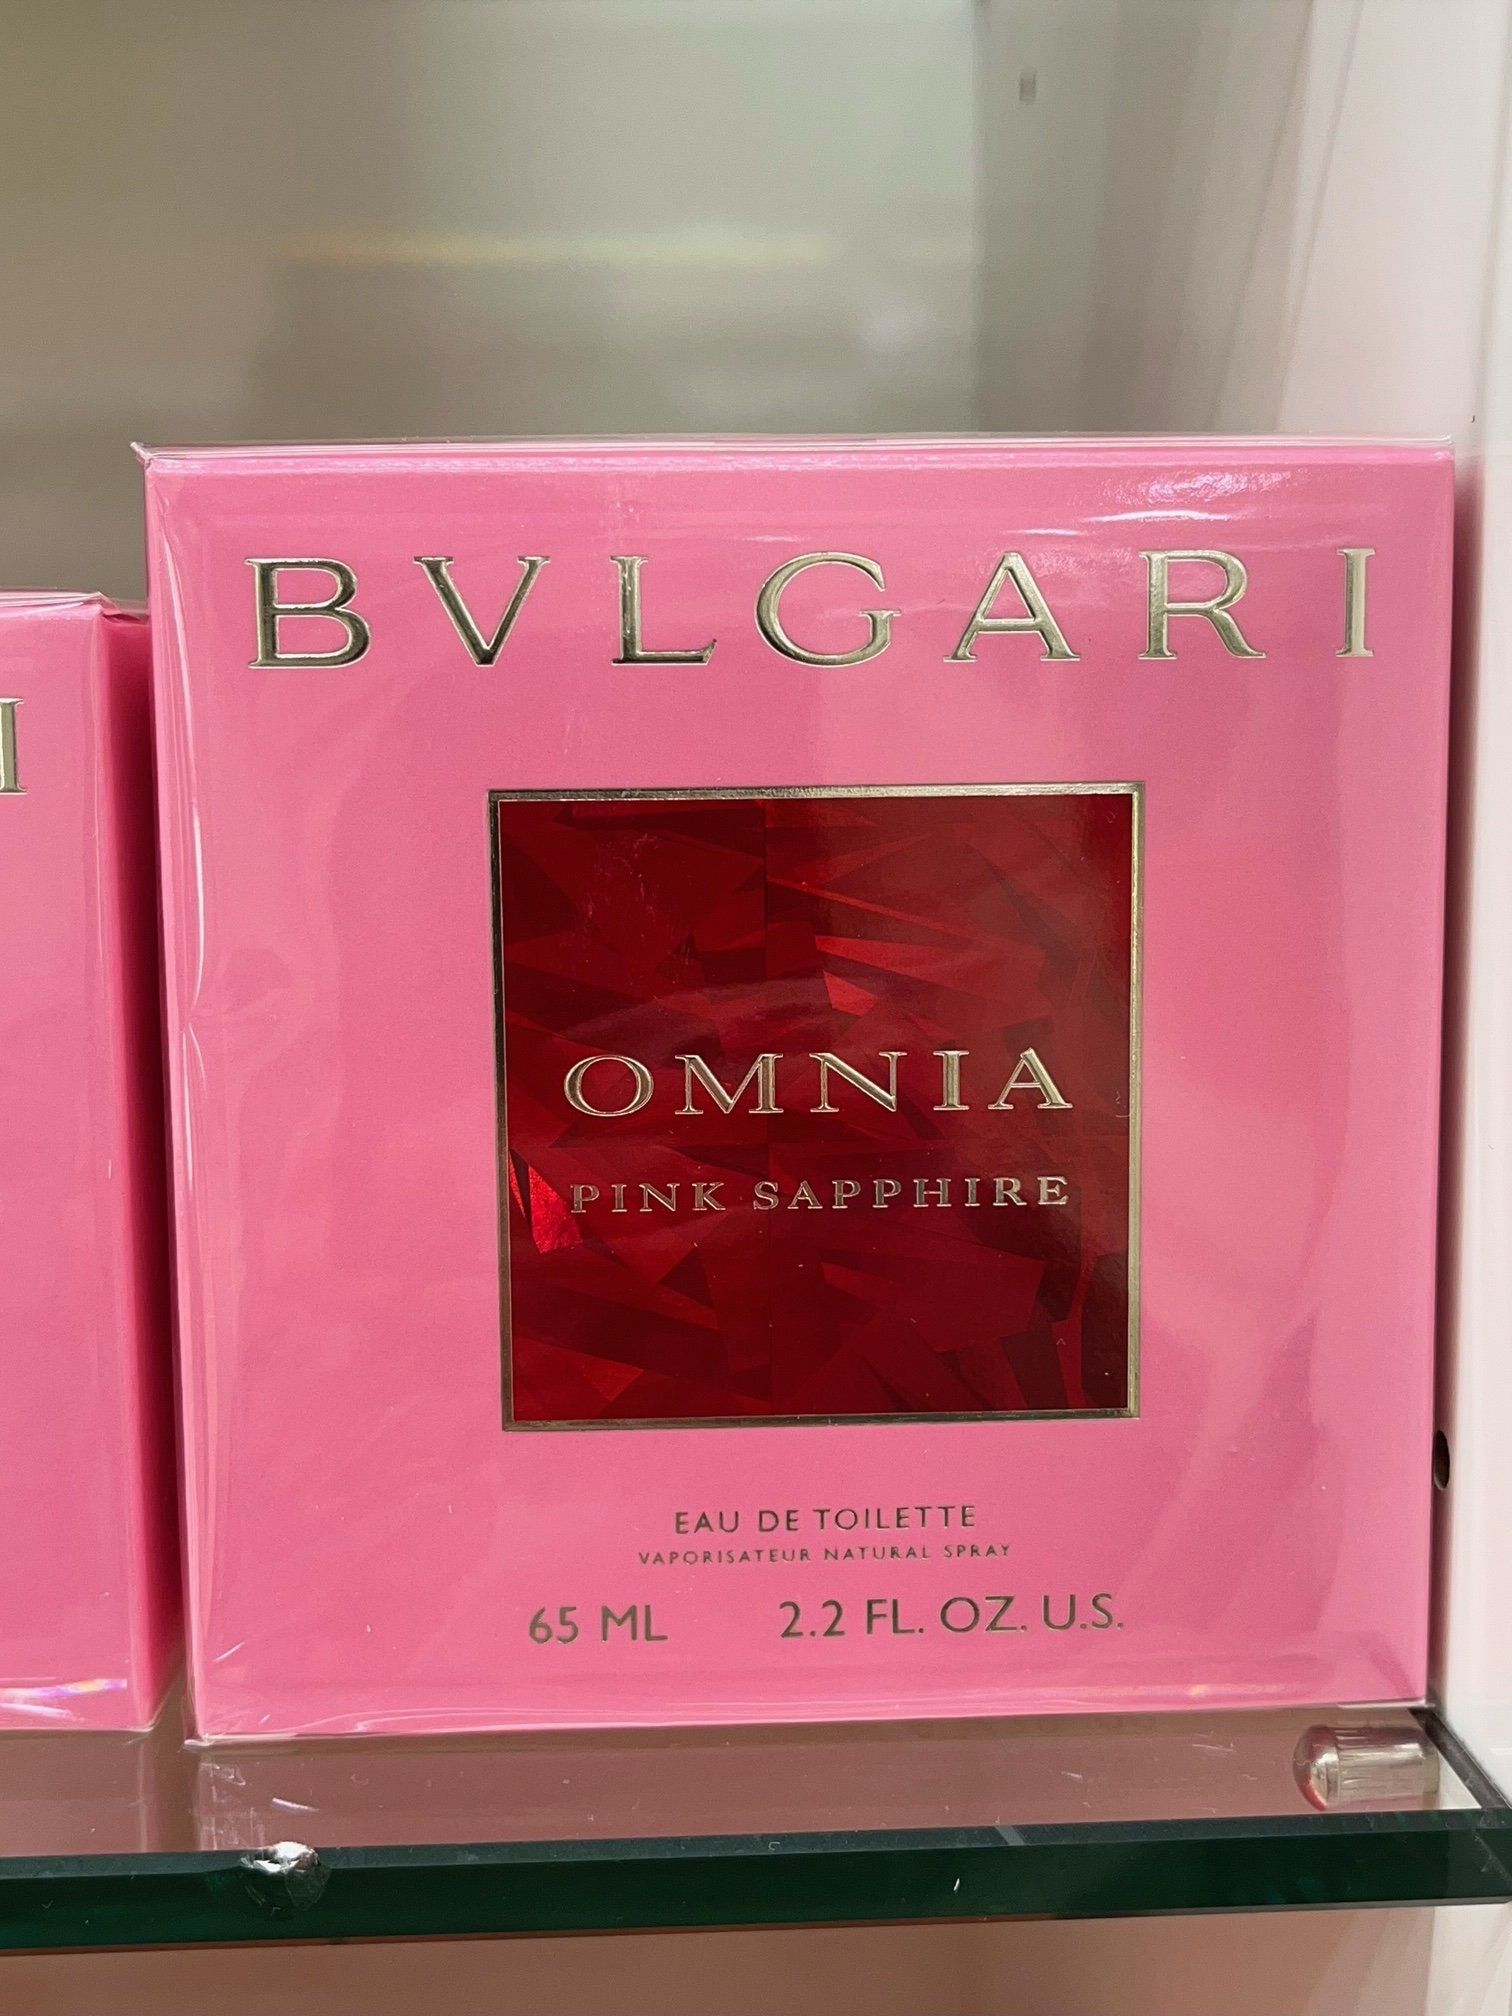 BVLGARI
I
OMNIA
PINK SAPPHIRE
EAU DE TOILETTE
VAPORISATEUR NATURAL SPRAY
65 ML 2.2 FL. OZ. U.S.